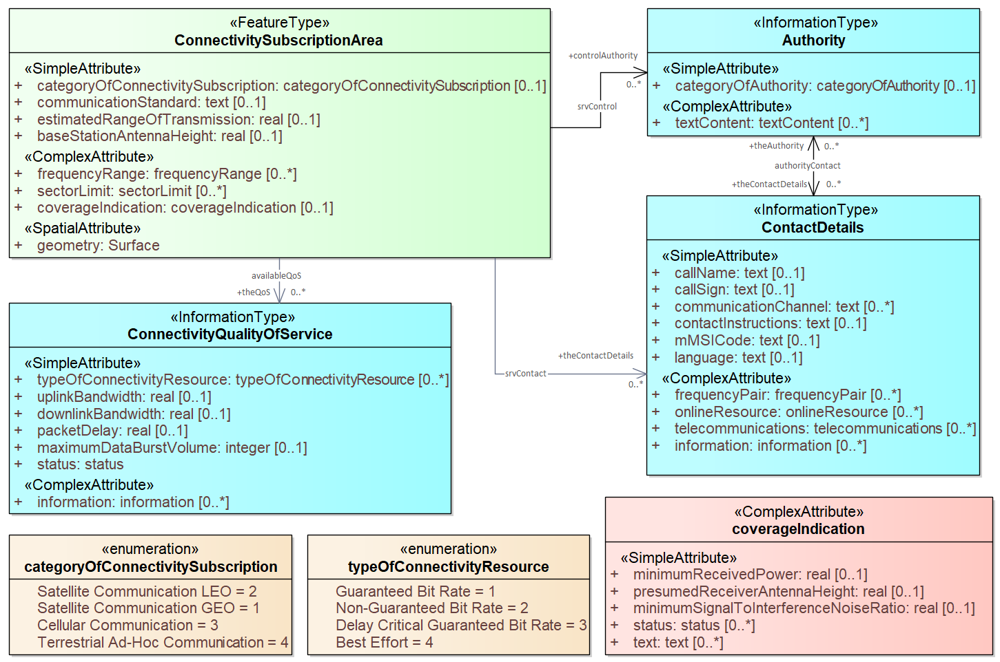 «FeatureType»
ConnectivitySubscriptionArea
«SimpleAttribute»
+ categoryOfConnectivitySubscription: categoryOfConnectivitySubscription [0..1]
+ communicationStandard: text [0..1]
+ estimatedRangeOfTransmission: real [0..1]
+ baseStationAntennaHeight: real [0..1]
«ComplexAttribute»
+ frequencyRange: frequencyRange [0..*]
+ sectorLimit: sectorLimit [0..*]
+ coverageIndication: coverageIndication [0..1]
«SpatialAttribute»
+ geometry: Surface
+controlAuthority
0..*
srvControl
«InformationType»
Authority
«SimpleAttribute»
+ categoryOfAuthority: categoryOfAuthority [0..1]
«ComplexAttribute»
+ textContent: textContent [0..*]
+theAuthority 0..*
authorityContact
+theContactDetails 0..*
«InformationType»
ContactDetails
«SimpleAttribute»
+ callName: text [0..1]
+ callSign: text [0..1]
+ communicationChannel: text [0..*]
+ contactInstructions: text [0..1]
+ mMSICode: text [0..1]
+ language: text [0..1]
«ComplexAttribute»
+ frequencyPair: frequencyPair [0..*]
+ onlineResource: onlineResource [0..*]
+ telecommunications: telecommunications [0..*]
+ information: information [0..*]
availableQoS
+theQoS 0..*
+theContactDetails
srvContact
0..*
«InformationType»
ConnectivityQualityOfService
«SimpleAttribute»
+ typeOfConnectivityResource: typeOfConnectivityResource [0..*]
+ uplinkBandwidth: real [0..1]
+ downlinkBandwidth: real [0..1]
+ packetDelay: real [0..1]
+ maximumDataBurstVolume: integer [0..1]
+ status: status
«ComplexAttribute»
+ information: information [0..*]
«enumeration»
categoryOfConnectivitySubscription
Satellite Communication LEO = 2
Satellite Communication GEO = 1
Cellular Communication = 3
Terrestrial Ad-Hoc Communication = 4
«enumeration»
typeOfConnectivityResource
Guaranteed Bit Rate = 1
Non-Guaranteed Bit Rate = 2
Delay Critical Guaranteed Bit Rate = 3
Best Effort = 4
«ComplexAttribute»
coverageIndication
«SimpleAttribute»
+ minimumReceivedPower: real [0..1]
+ presumedReceiverAntennaHeight: real [0..1]
+ minimumSignalToInterferenceNoiseRatio: real [0..1]
+ status: status [0..*]
+ text: text [0..*]